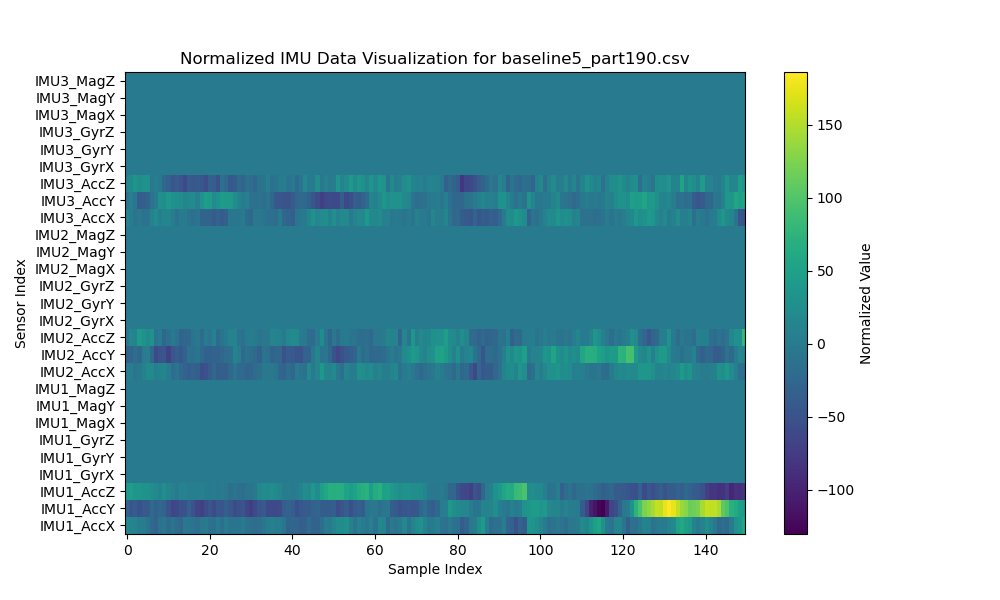 Normalized IMU Data Visualization for baseline5_part190.csv
IMU3_MagZ
IMU3_MagY
IMU3_MagX
IMU3_GyrZ
IMU3_GyrY
IMU3_GyrX
IMU3_AccZ
IMU3_AccY
IMU3_AccX
IMU2_MagZ
IMU2_MagY
IMU2_MagX
IMU2_GyrZ
IMU2_GyrY
IMU2_GyrX
IMU2_AccZ
IMU2_AccY
IMU2_AccX
IMU1_MagZ
IMU1_MagY
IMU1_MagX
IMU1_GyrZ
IMU1_GyrY
IMU1_GyrX
IMU1_AccZ
IMU1_AccY
IMU1_AccX
Sensor Index
0 20 40 60 80 100 120 140
Sample Index
150
100
50
0
−50
−100
Normalized Value